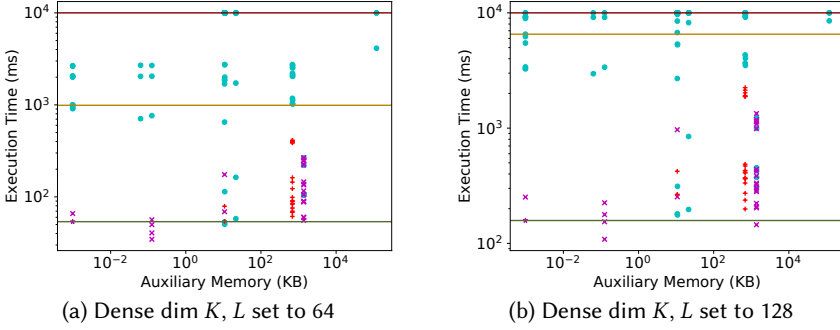 10⁴
10³
10²
Execution Time (ms)
10⁻² 10⁰ 10² 10⁴
Auxiliary Memory (KB)
(a) Dense dim K, L set to 64
10⁴
10³
10²
Execution Time (ms)
10⁻² 10⁰ 10² 10⁴
Auxiliary Memory (KB)
(b) Dense dim K, L set to 128